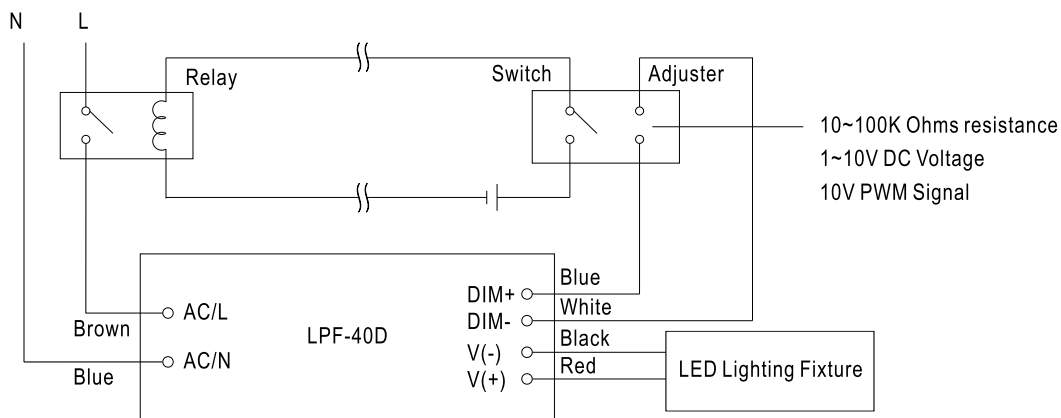 N
L
Relay
Switch
Adjuster
10~100K Ohms resistance
1~10V DC Voltage
10V PWM Signal
Blue
DIM+
White
DIM-
Black
V(-)
Red
V(+)
AC/L
Brown
LPF-40D
AC/N
Blue
LED Lighting Fixture